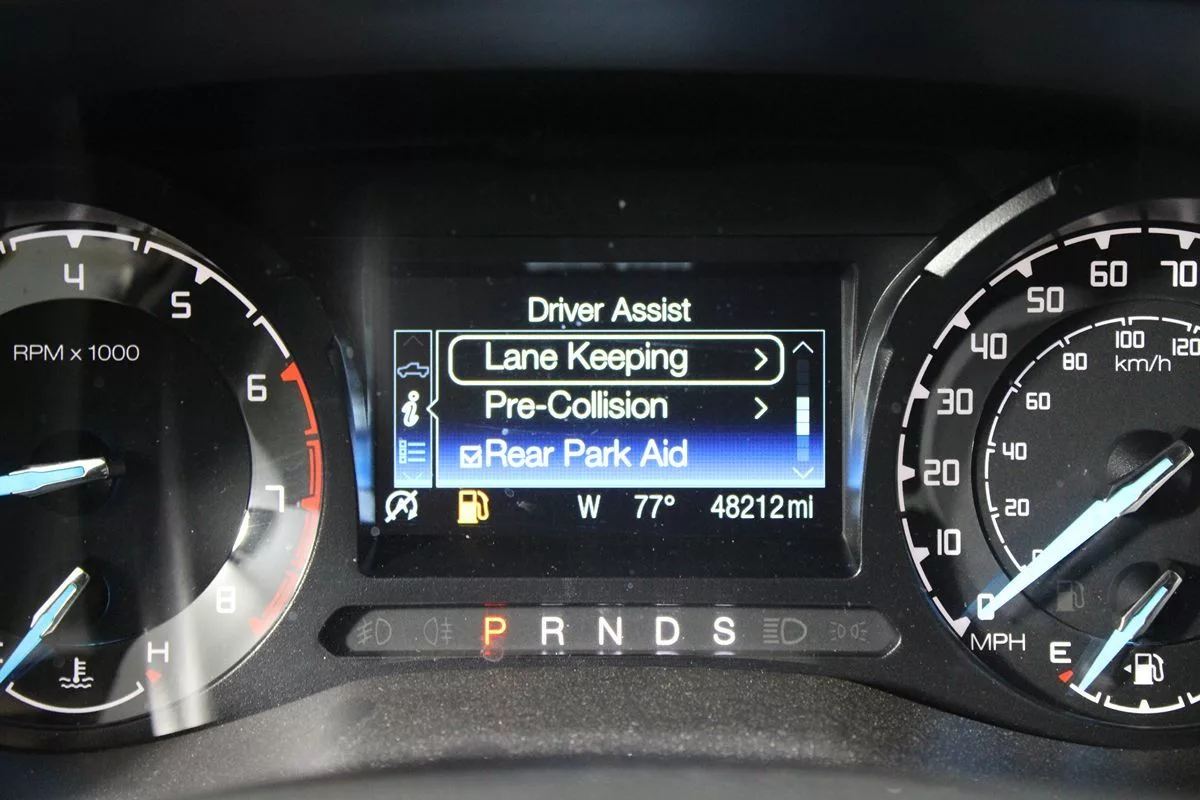 4
5
6
7
8
RPM x 1000
H
Driver Assist
Lane Keeping
Pre-Collision
Rear Park Aid
W 77° 48212mi
P R N D S
70
60
50
40
30
20
10
0
MPH
120
100
km/h
80
60
40
20
E